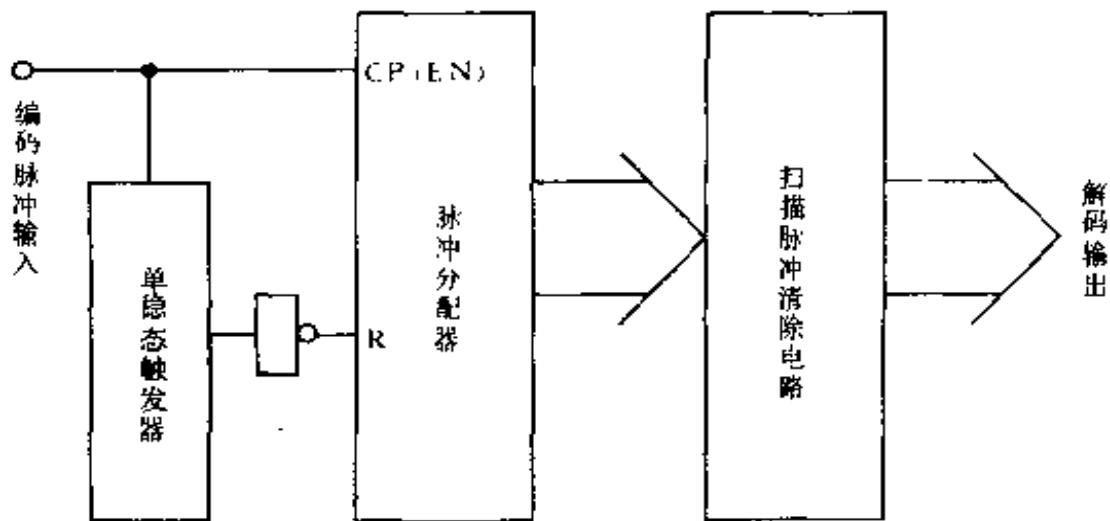 编码脉冲输入
CP(EN)
单稳态触发器
R
脉冲分配器
扫描脉冲清除电路
解码输出